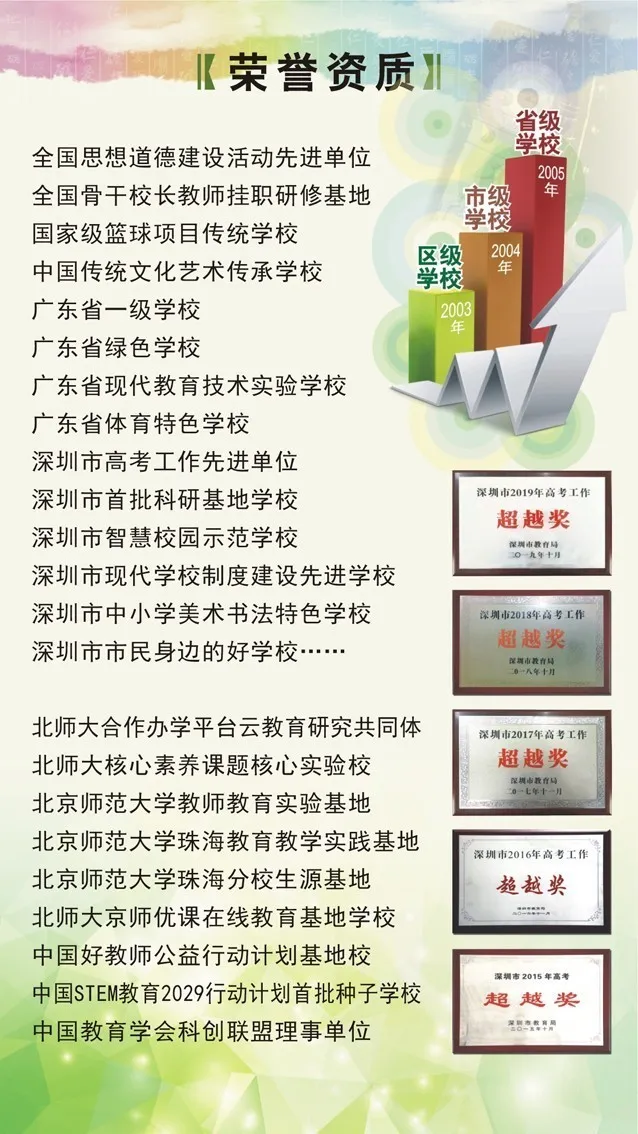 荣誉资质
省级
学校
2005
年
市级
学校
2004
年
区级
学校
2003
年
全国思想道德建设活动先进单位
全国骨干校长教师挂职研修基地
国家级篮球项目传统学校
中国传统文化艺术传承学校
广东省一级学校
广东省绿色学校
广东省现代教育技术实验学校
广东省体育特色学校
深圳市高考工作先进单位
深圳市首批科研基地学校
深圳市智慧校园示范学校
深圳市现代学校制度建设先进学校
深圳市中小学美术书法特色学校
深圳市市民身边的好学校……
北师大合作办学平台云教育研究共同体
北师大核心素养课题核心实验校
北京师范大学教师教育实验基地
北京师范大学珠海教育教学实践基地
北京师范大学珠海分校生源基地
北师大京师优课在线教育基地学校
中国好教师公益行动计划基地校
中国STEM教育2029行动计划首批种子学校
中国教育学会科创联盟理事单位
深圳市2019年高考工作
超越奖
深圳市教育局
二〇一九年十月
深圳市2018年高考工作
超越奖
深圳市教育局
二〇一八年十月
深圳市2017年高考工作
超越奖
深圳市教育局
二〇一七年十一月
深圳市2016年高考工作
超越奖
深圳市2015年高考
超越奖
深圳市教育局
二〇一五年十月